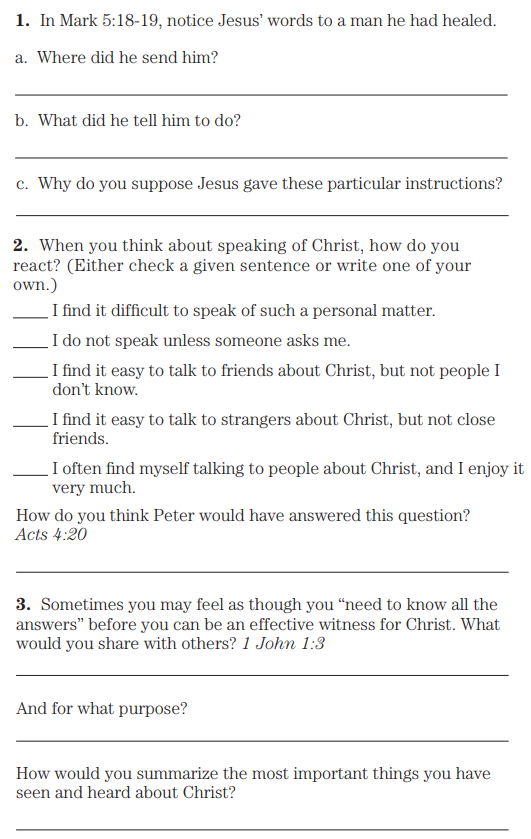 1. In Mark 5:18-19, notice Jesus’ words to a man he had healed.
a. Where did he send him?
b. What did he tell him to do?
c. Why do you suppose Jesus gave these particular instructions?
2. When you think about speaking of Christ, how do you
react? (Either check a given sentence or write one of your
own.)
____ I find it difficult to speak of such a personal matter.
____ I do not speak unless someone asks me.
____ I find it easy to talk to friends about Christ, but not people I
don’t know.
____ I find it easy to talk to strangers about Christ, but not close
friends.
____ I often find myself talking to people about Christ, and I enjoy it
very much.
How do you think Peter would have answered this question?
Acts 4:20
3. Sometimes you may feel as though you “need to know all the
answers” before you can be an effective witness for Christ. What
would you share with others? 1 John 1:3
And for what purpose?
How would you summarize the most important things you have
seen and heard about Christ?